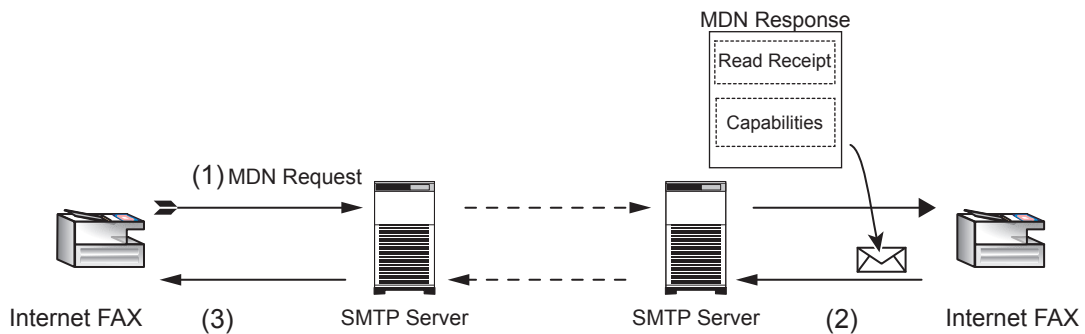 MDN Response
Read Receipt
Capabilities
(1) MDN Request
Internet FAX
(3)
SMTP Server
SMTP Server
(2)
Internet FAX